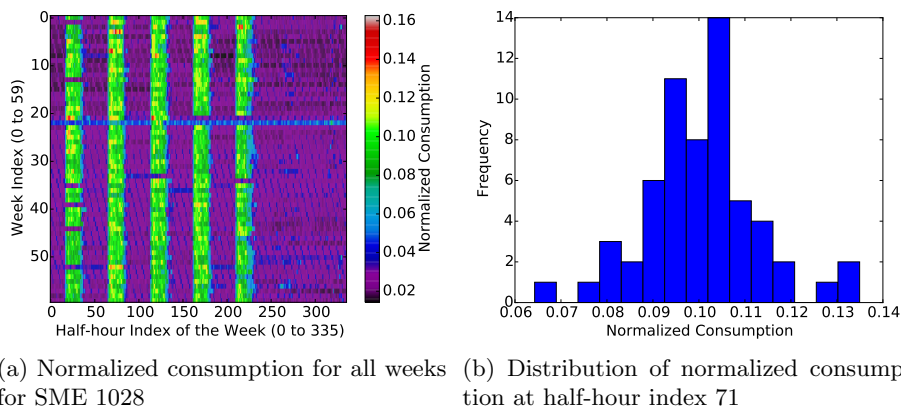 0
10
20
30
40
50
Week Index (0 to 59)
0 50 100 150 200 250 300
Half-hour Index of the Week (0 to 335)
0.16
0.14
0.12
0.10
0.08
0.06
0.04
0.02
Normalized Consumption
14
12
10
8
6
4
2
0
Frequency
0.06 0.07 0.08 0.09 0.10 0.11 0.12 0.13 0.14
Normalized Consumption
a) Normalized consumption for all weeks
for SME 1028
(b) Distribution of normalized consump
tion at half-hour index 71